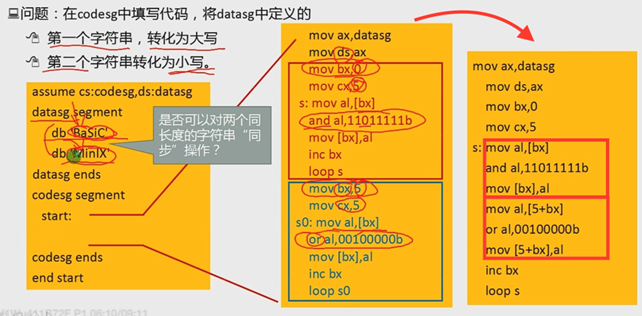 问题：在codesg中填写代码，将datasg中定义的
第一个字符串，转化为大写
第二个字符串转化为小写。
assume cs:codesg,ds:datasg
datasg segment
db 'BaSiC'
db 'MinIX'
datasg ends
codesg segment
start:
codesg ends
end start
是否可以对两个同
长度的字符串“同
步”操作？
mov ax,datasg
mov ds,ax
mov bx,0
mov cx,5
s: mov al,[bx]
and al,11011111b
mov [bx],al
inc bx
loop s
mov bx,5
mov cx,5
s0: mov al,[bx]
or al,00100000b
mov [bx],al
inc bx
loop s0
mov ax,datasg
mov ds,ax
mov bx,0
mov cx,5
s: mov al,[bx]
and al,11011111b
mov [bx],al
mov al,[5+bx]
or al,00100000b
mov [5+bx],al
inc bx
loop s